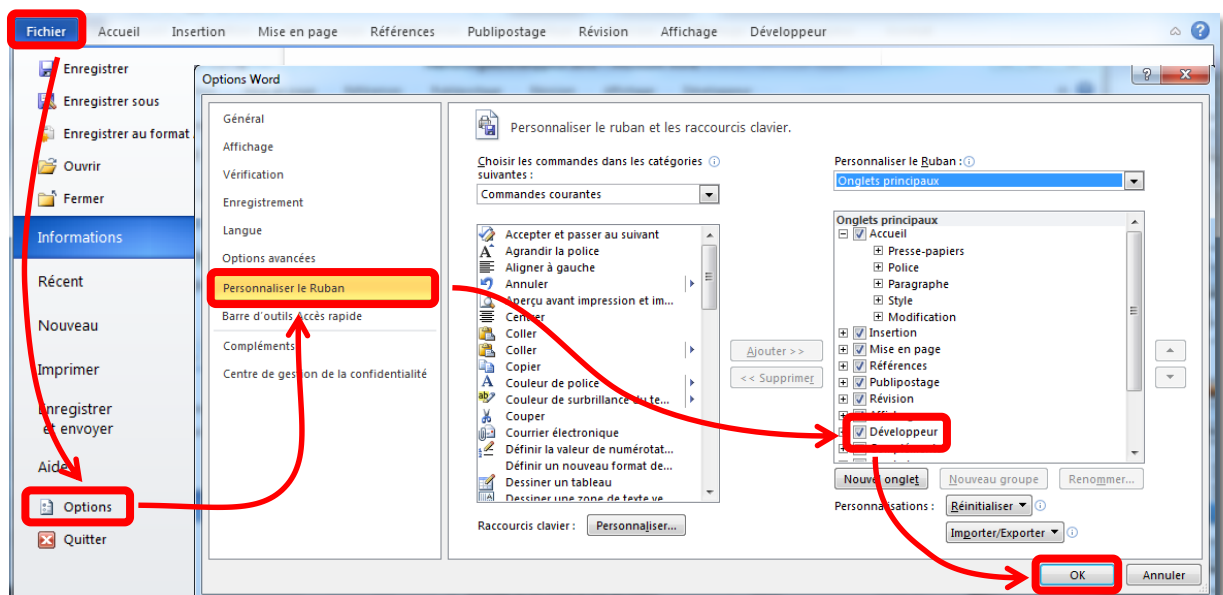 Fichier Accueil Insertion Mise en page Références Publipostage Révision Affichage Développeur
Enregistrer
Enregistrer sous
Enregistrer au format
Ouvrir
Fermer
Informations
Récent
Nouveau
Imprimer
Enregistrer
et envoyer
Aide
Options
Quitter
Options Word
Général
Affichage
Vérification
Enregistrement
Langue
Options avancées
Personnaliser le Ruban
Barre d'outils Accès rapide
Compléments
Centre de gestion de la confidentialité
Personnaliser le ruban et les raccourcis clavier.
Choisir les commandes dans les catégories
suivantes :
Commandes courantes
Accepter et passer au suivant
Agrandir la police
Aligner à gauche
Annuler
Aperçu avant impression et im...
Centrer
Coller
Coller
Copier
Couleur de police
Couleur de surbrillance du te...
Couper
Courrier électronique
Définir la valeur de numérotat...
Définir un nouveau format de...
Dessiner un tableau
Dessiner une zone de texte ve
Raccourcis clavier : Personnaliser...
Ajouter >>
<< Supprimer
Personnaliser le Ruban :
Onglets principaux
Onglets principaux
Accueil
Presse-papiers
Police
Paragraphe
Style
Modification
Insertion
Mise en page
Références
Publipostage
Révision
Affichage
Développeur
Nouvel onglet Nouveau groupe Renommer...
Personnalisations : Réinitialiser
Importer/Exporter
OK Annuler